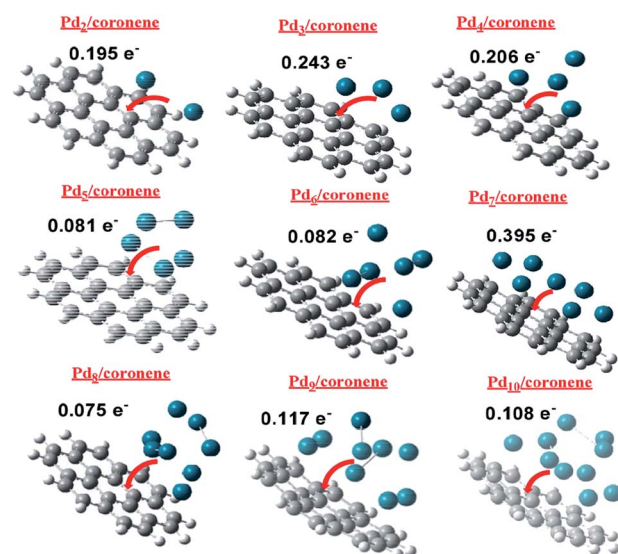 Pd2/coronene
0.195 e-
Pd3/coronene
0.243 e-
Pd4/coronene
0.206 e-
Pd5/coronene
0.081 e-
Pd6/coronene
0.082 e-
Pd7/coronene
0.395 e-
Pd8/coronene
0.075 e-
Pd9/coronene
0.117 e-
Pd10/coronene
0.108 e-